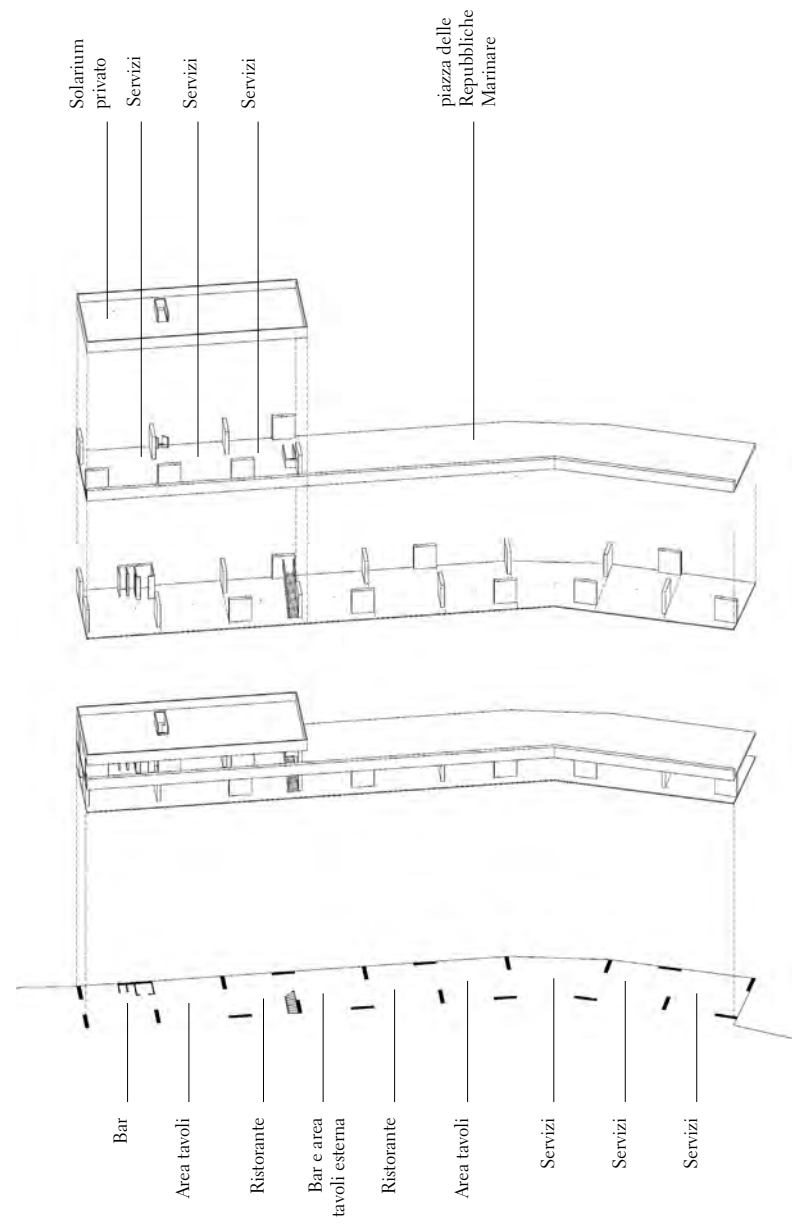 Solarium
privato
Servizi
Servizi
Servizi
piazza delle
Repubbliche
Marinare
Bar
Area tavoli
Ristorante
Bar e area
tavoli esterna
Ristorante
Area tavoli
Servizi
Servizi
Servizi